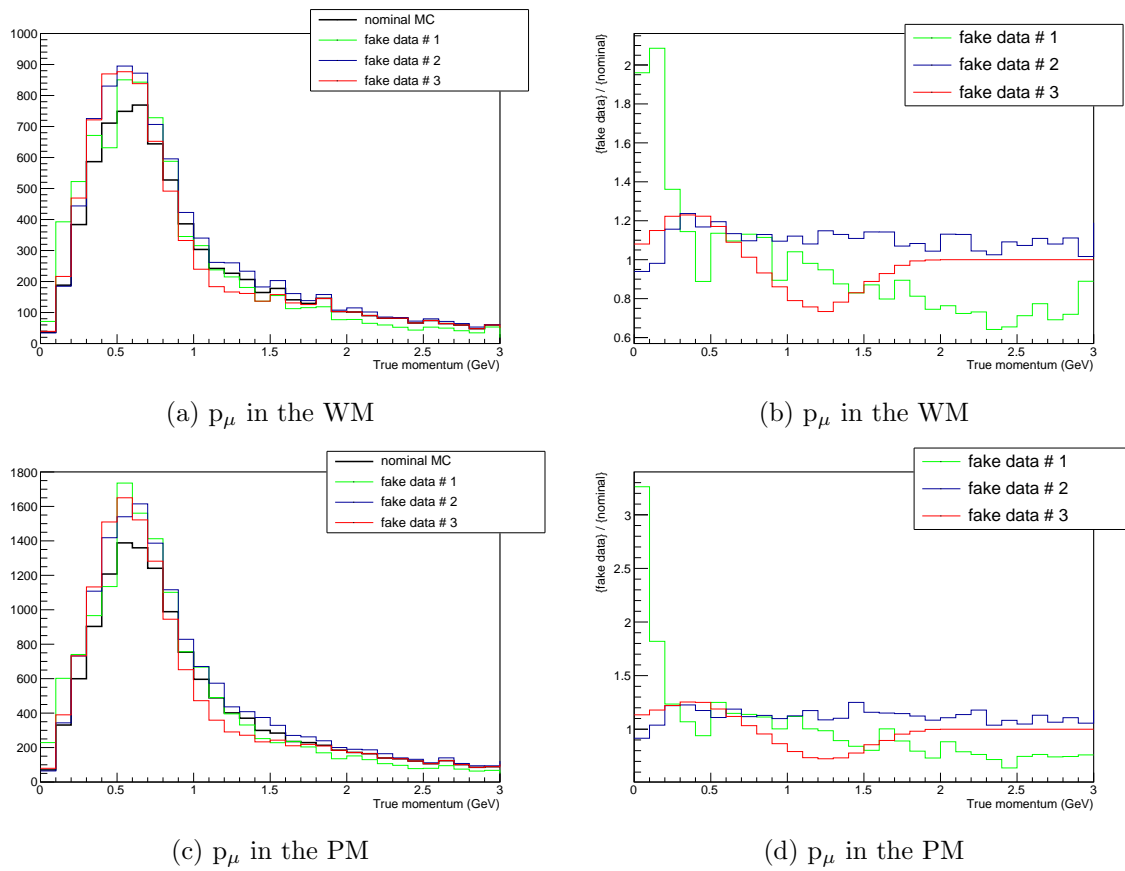 nominal MC
fake data # 1
fake data # 2
fake data # 3
1000
900
800
700
600
500
400
300
200
100
0
0 0.5 1 1.5 2 2.5 3
True momentum (GeV)
(a) pμ in the WM
fake data # 1
fake data # 2
fake data # 3
{fake data} / {nominal}
2
1.8
1.6
1.4
1.2
1
0.8
0.6
0 0.5 1 1.5 2 2.5 3
True momentum (GeV)
(b) pμ in the WM
nominal MC
fake data # 1
fake data # 2
fake data # 3
1800
1600
1400
1200
1000
800
600
400
200
0
0 0.5 1 1.5 2 2.5 3
True momentum (GeV)
(c) pμ in the PM
fake data # 1
fake data # 2
fake data # 3
{fake data} / {nominal}
3
2.5
2
1.5
1
0 0.5 1 1.5 2 2.5 3
True momentum (GeV)
(d) pμ in the PM